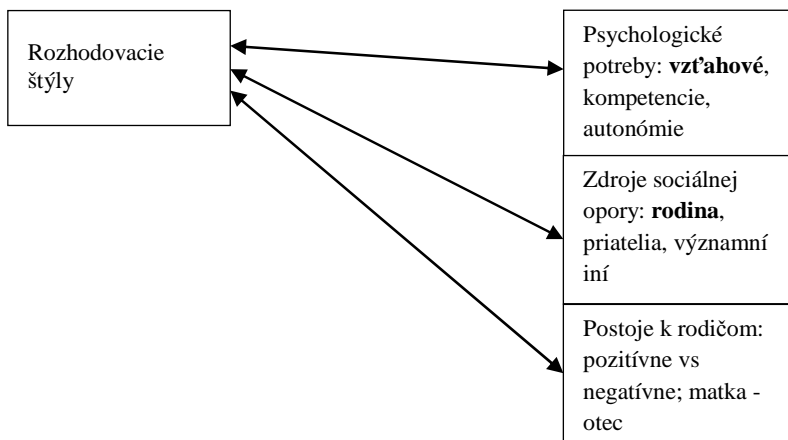 Rozhodovacie
štýly
Psychologické
potreby: vzťahové,
kompetencie,
autonómie
Zdroje sociálnej
opory: rodina,
priatelia, významní
iní
Postoje k rodičom:
pozitívne vs
negatívne; matka -
otec